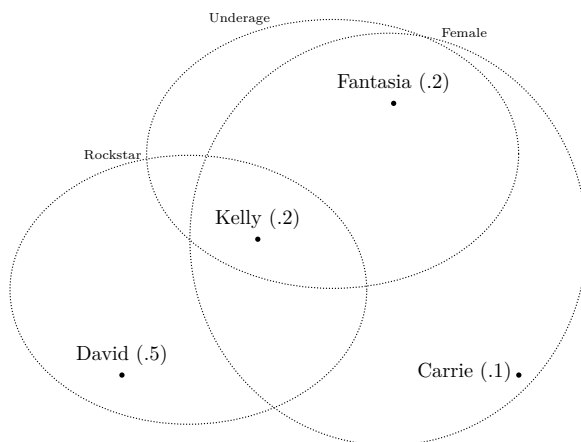 Underage
Female
Fantasia (.2)
Rockstar
Kelly (.2)
David (.5)
Carrie (.1)